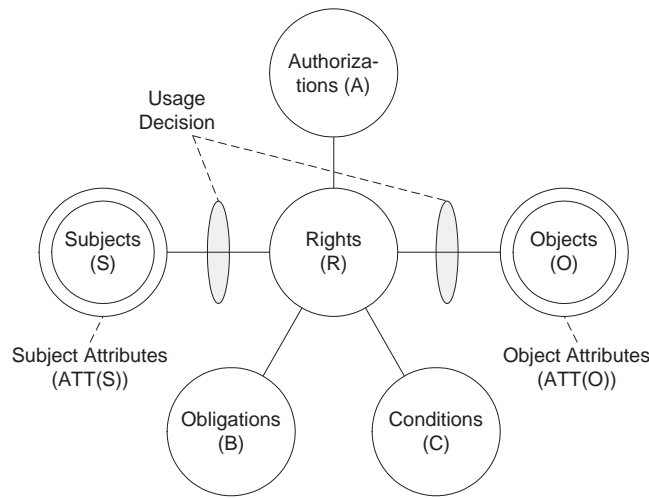 Authoriza-
tions (A)
Usage
Decision
Subjects
(S)
Rights
(R)
Objects
(O)
Subject Attributes
(ATT(S))
Object Attributes
(ATT(O))
Obligations
(B)
Conditions
(C)